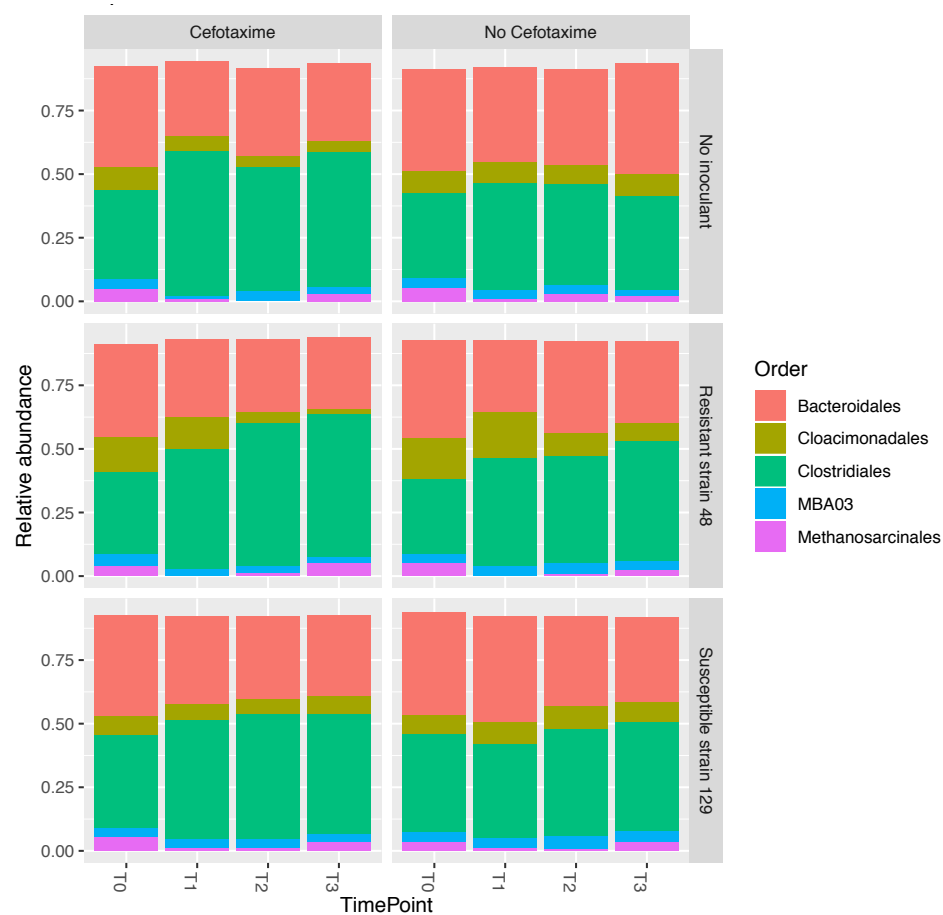 Cefotaxime
No Cefotaxime
0.75
0.50
0.25
0.00
No inoculant
0.75
0.50
0.25
0.00
Resistant strain 48
0.75
0.50
0.25
0.00
Susceptible strain 129
Relative abundance
T0
T1
T2
T3
T0
T1
T2
T3
TimePoint
Order
Bacteroidales
Cloacimonadales
Clostridiales
MBA03
Methanosarcinales